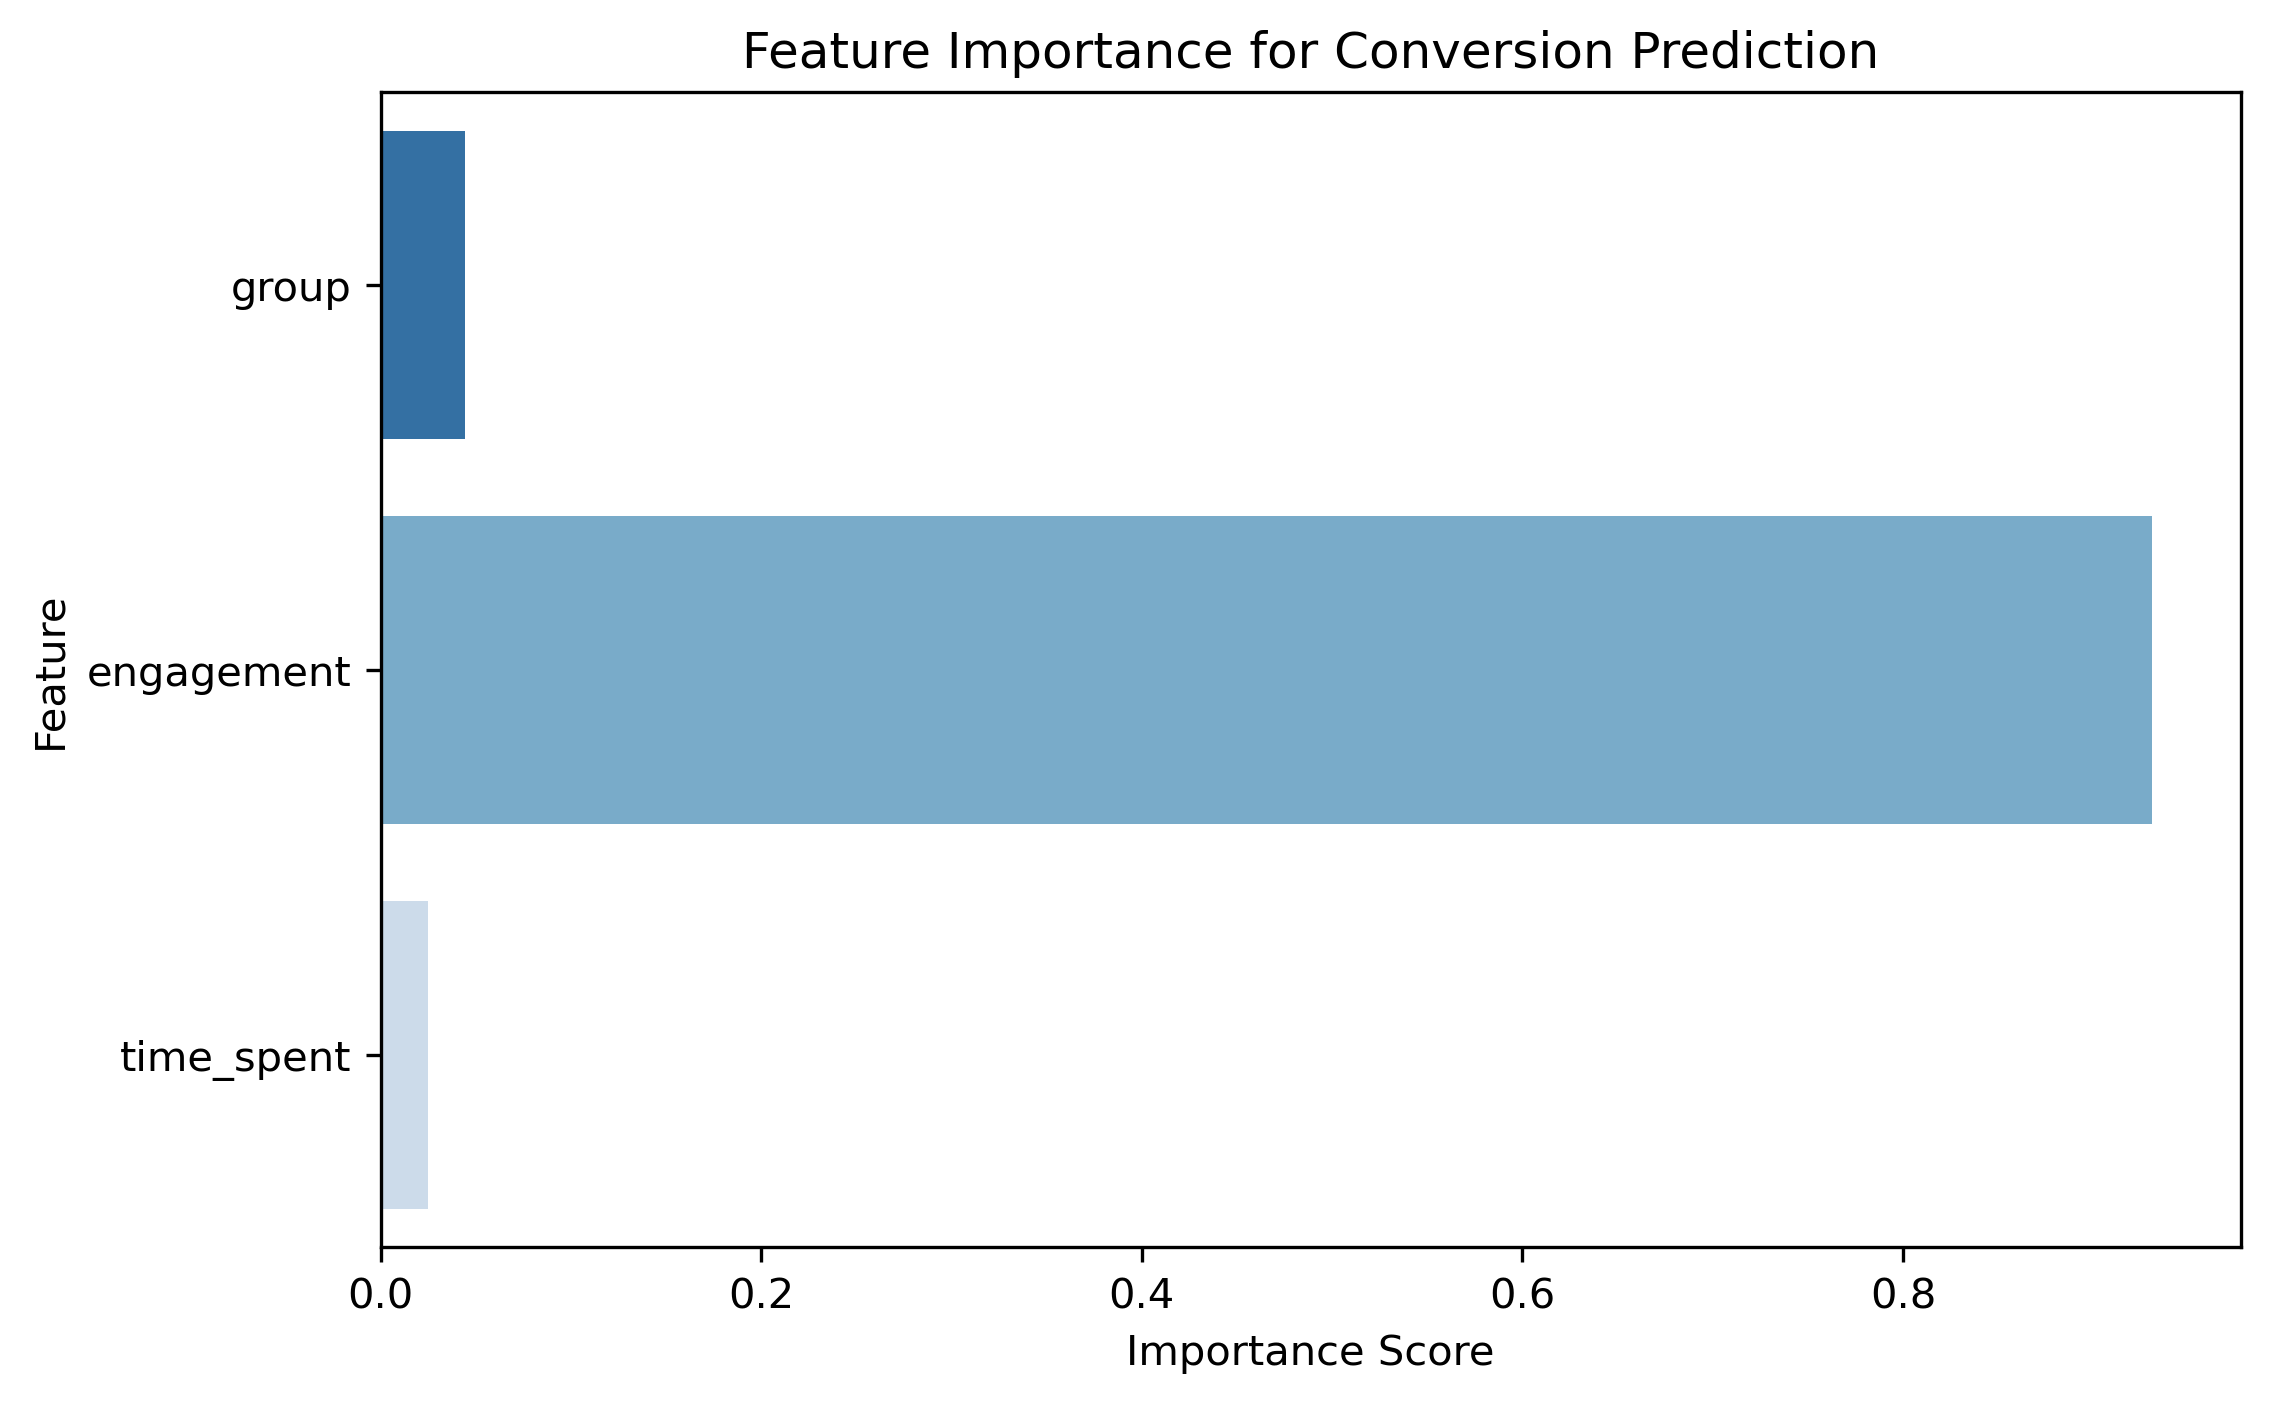 Feature Importance for Conversion Prediction
Feature
group
engagement
time_spent
0.0 0.2 0.4 0.6 0.8
Importance Score